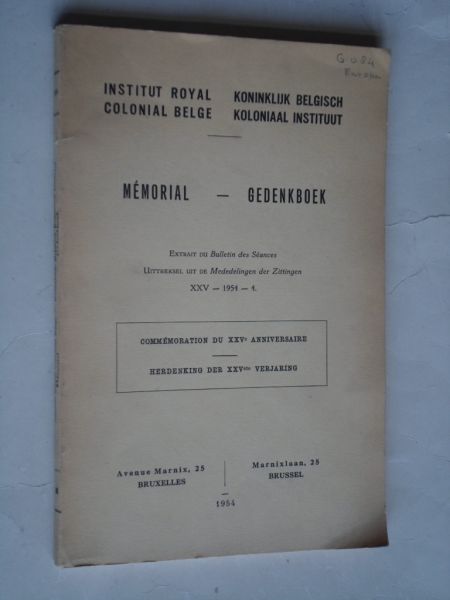 INSTITUT ROYAL
COLONIAL BELGE
KONINKLIJK BELGISCH
KOLONIAAL INSTITUUT
MÉMORIAL — GEDENKBOEK
EXTRAIT DU Bulletin des Séances
UITTREKSEL UIT DE Mededelingen der Zittingen
XXV — 1954 — 4.
COMMÉMORATION DU XXVe ANNIVERSAIRE
HERDENKING DER XXVste VERJARING
Avenue Marnix, 25
BRUXELLES
Marnixlaan, 25
BRUSSEL
1954